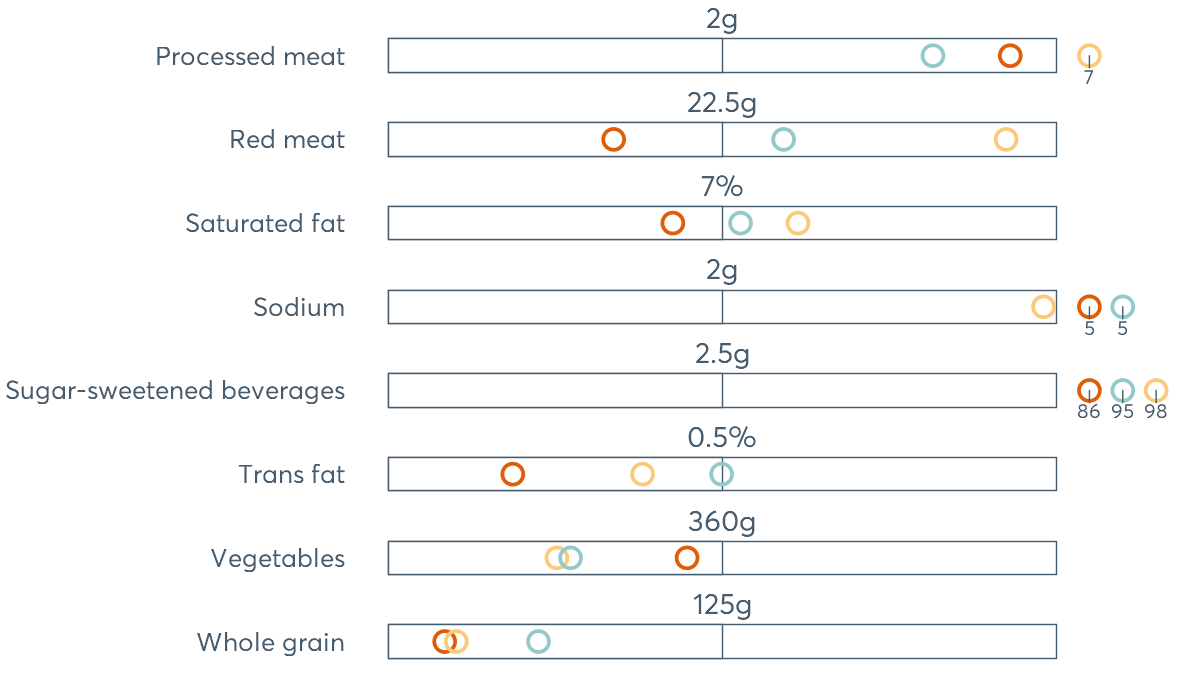 2g
Processed meat
7
22.5g
Red meat
7%
Saturated fat
2g
Sodium
5 5
2.5g
Sugar-sweetened beverages
86 95 98
0.5%
Trans fat
360g
Vegetables
125g
Whole grain